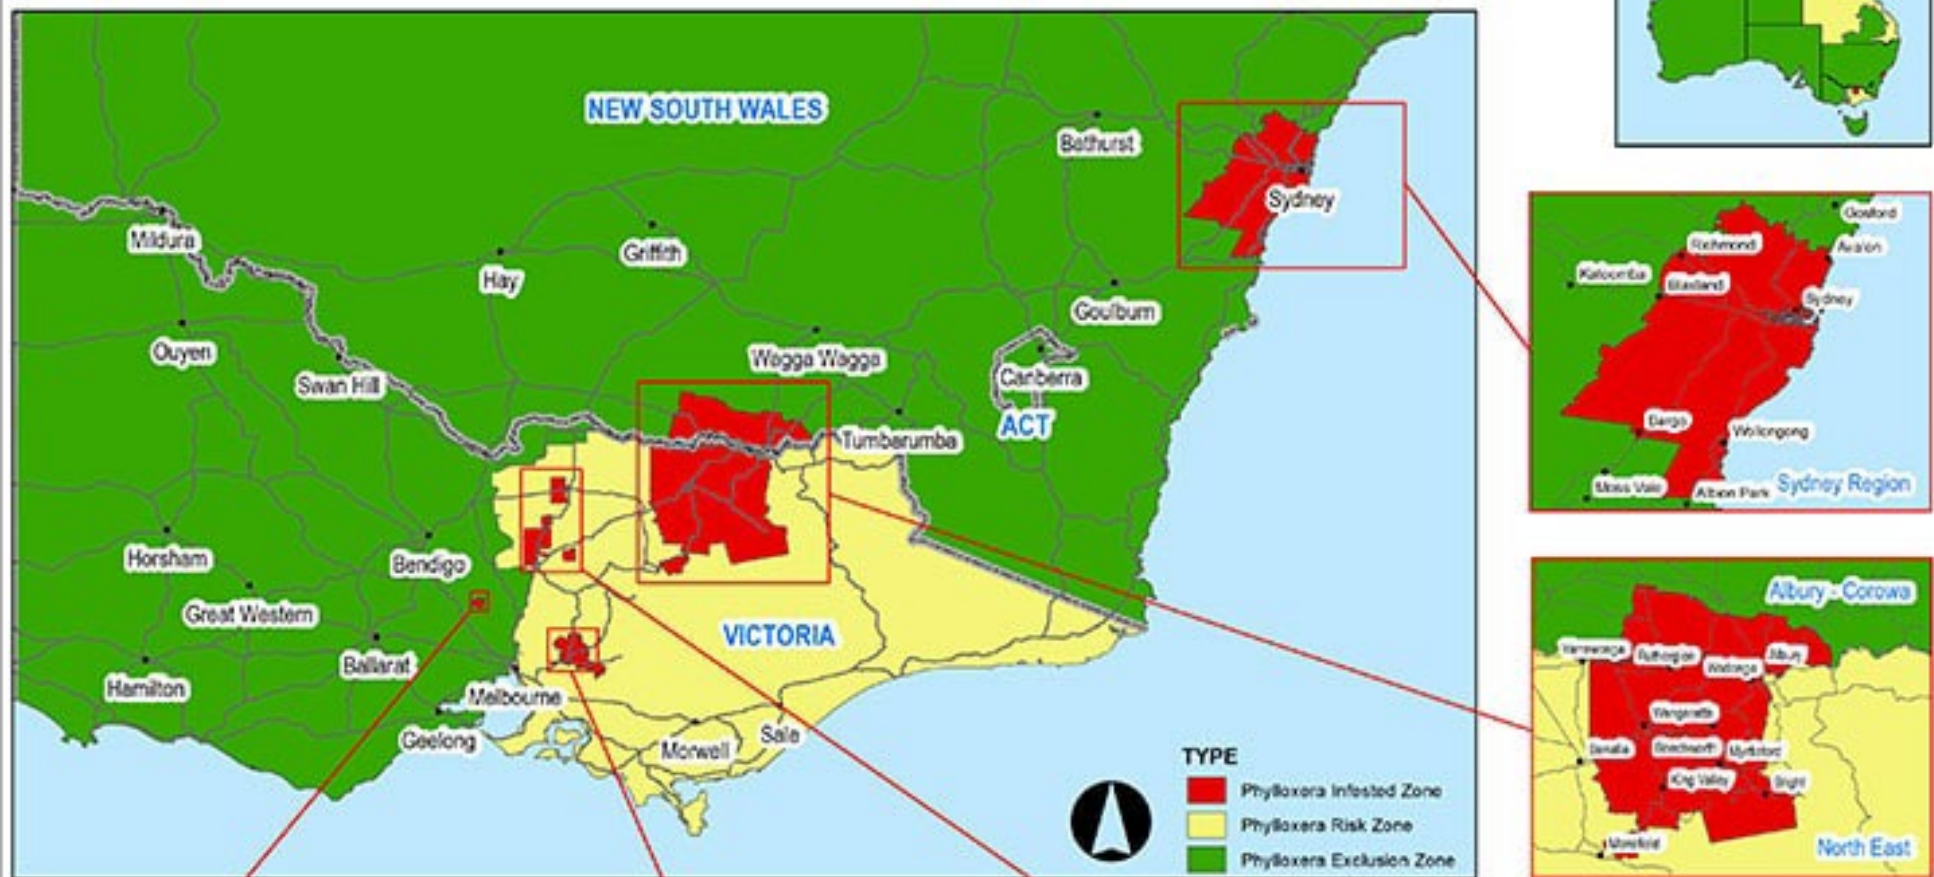 NEW SOUTH WALES
Bathurst
Sydney
Mildura
Griffith
Hay
Goulburn
Ouyen
Wagga Wagga
Swan Hill
Canberra
ACT
Tumbarumba
Horsham
Bendigo
Great Western
VICTORIA
Ballarat
Hamilton
Melbourne
Geelong
Morwell
Sale
TYPE
Phylloxera Infested Zone
Phylloxera Risk Zone
Phylloxera Exclusion Zone
Gosford
Richmond
Avalon
Katoomba
Blaxland
Sydney
Bargo
Wollongong
Moss Vale
Albion Park
Sydney Region
Albury - Corowa
Yarrawonga
Rutherglen
Albury
Wodonga
Wangaratta
Benalla
Beechworth
Myrtleford
King Valley
Bright
Mansfield
North East